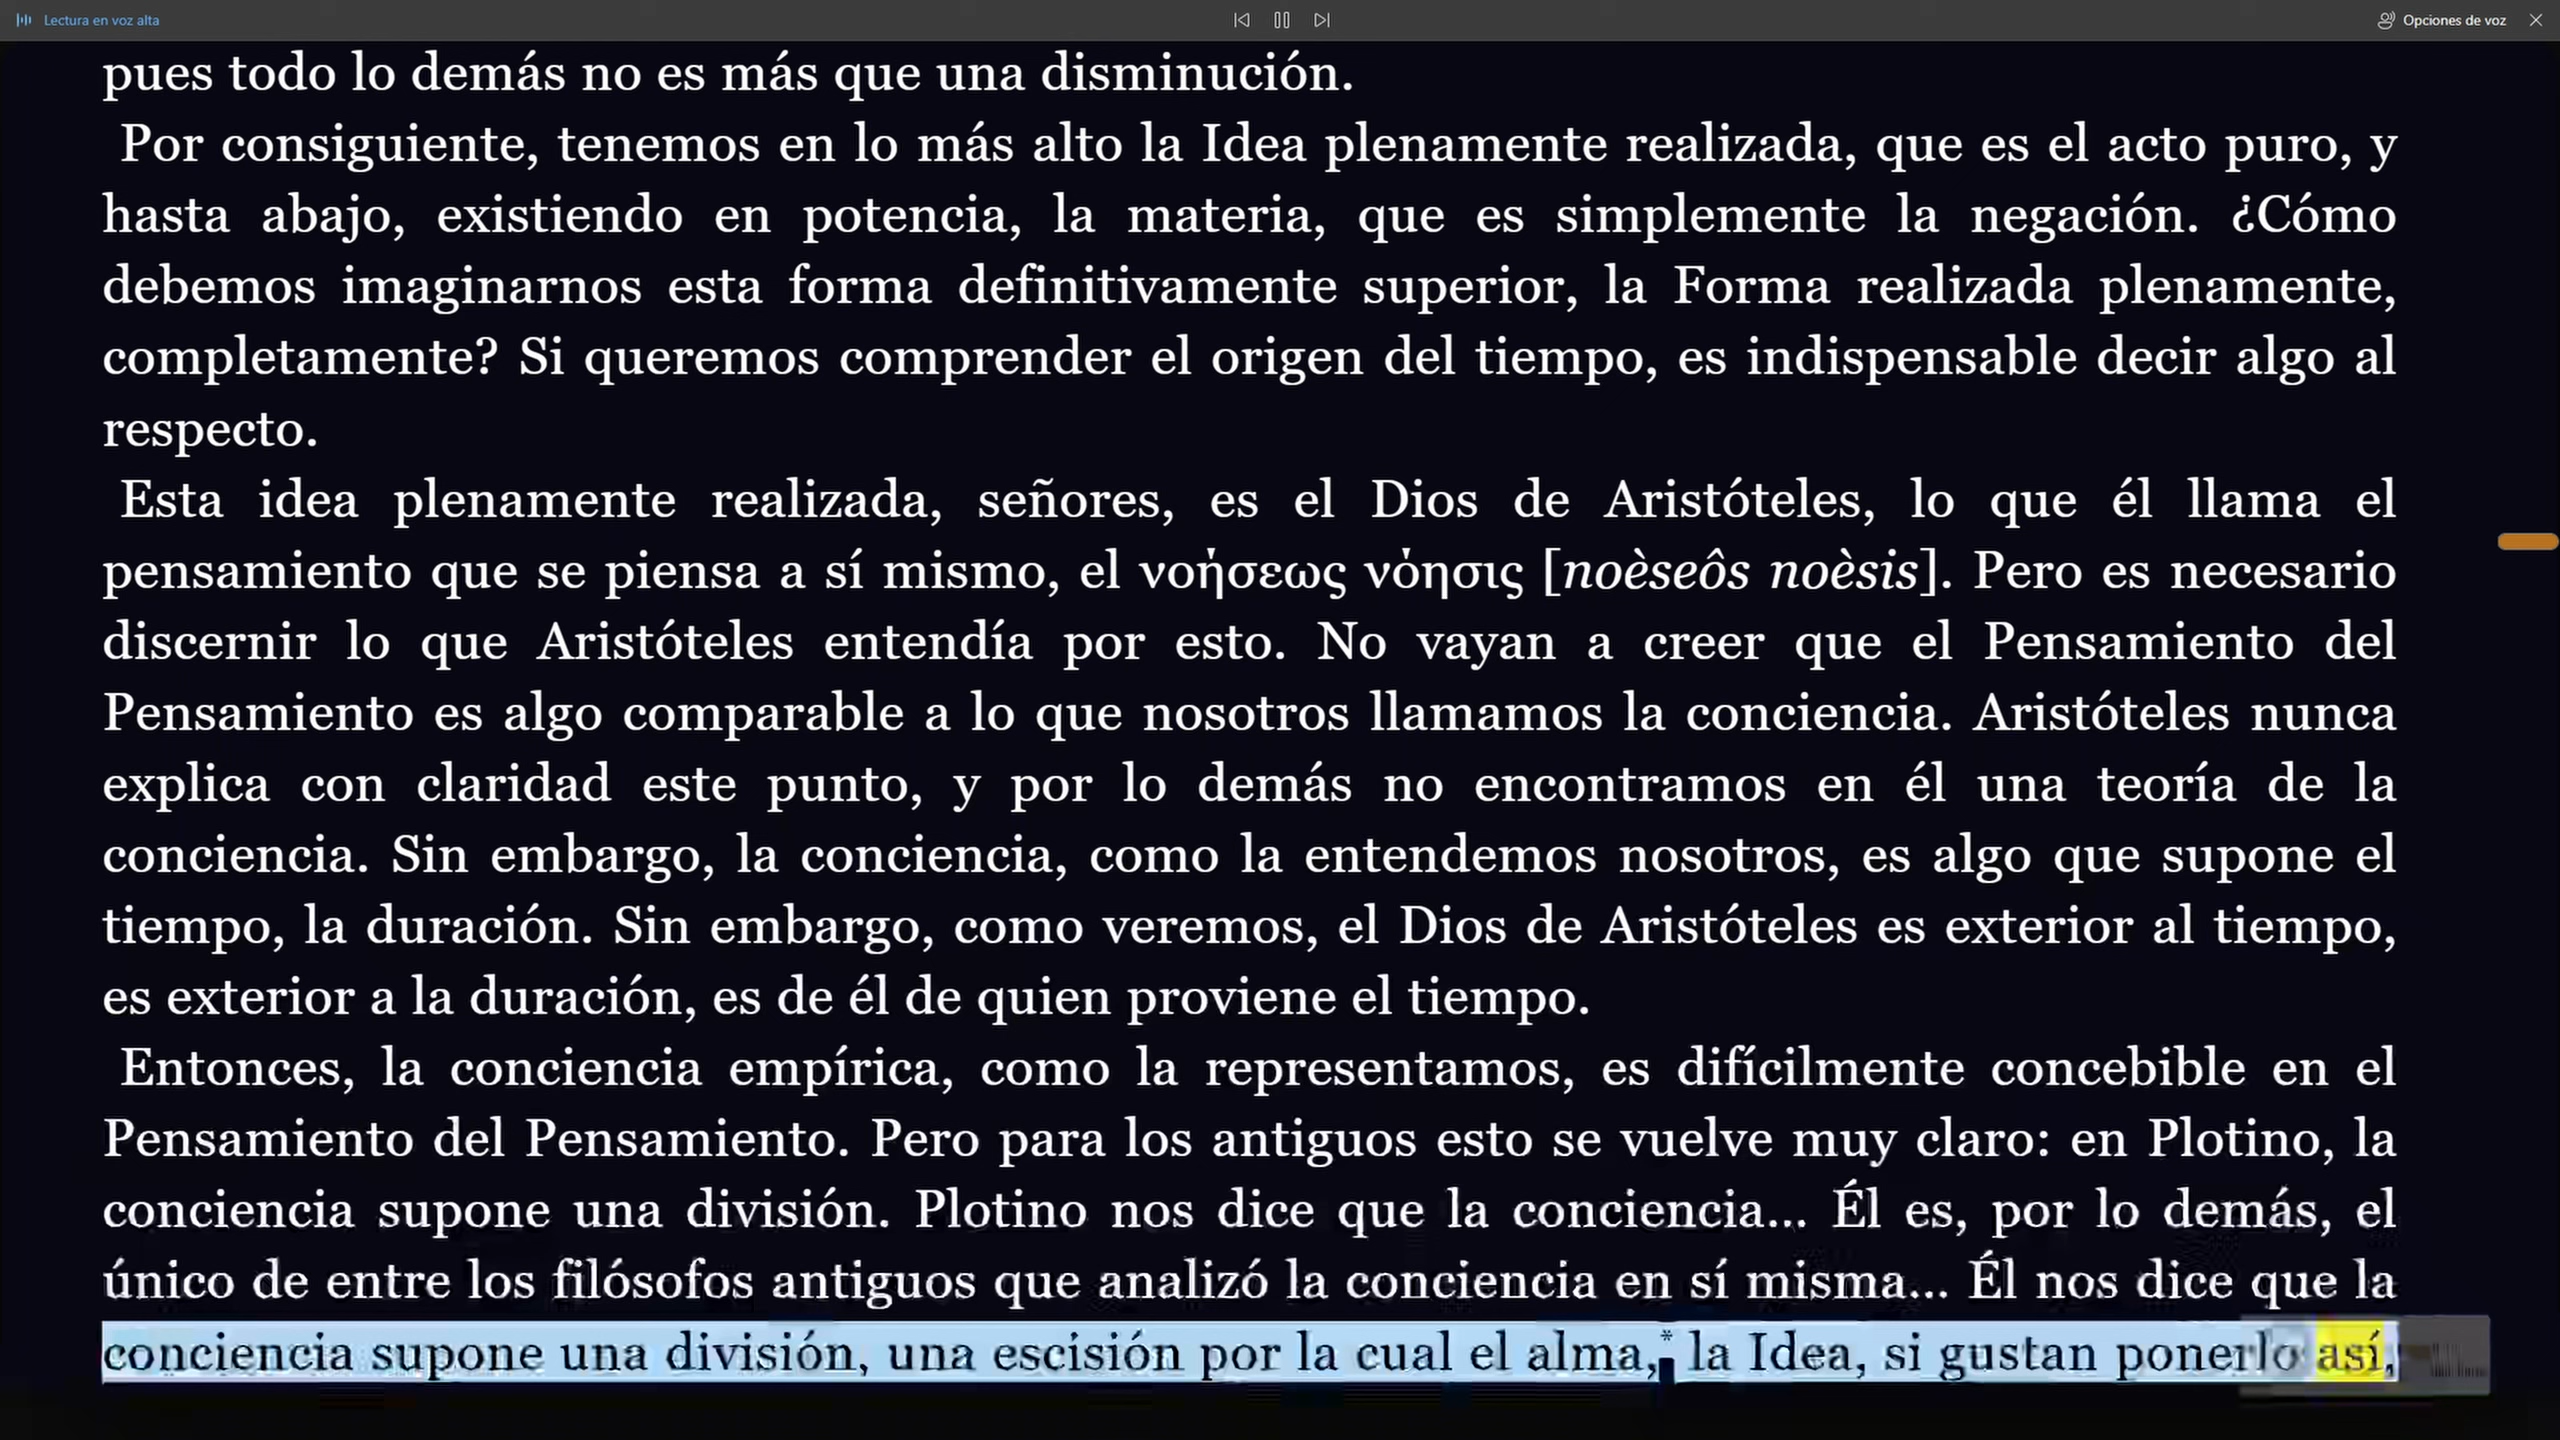 Lectura en voz alta
Opciones de voz
pues todo lo demás no es más que una disminución.
Por consiguiente, tenemos en lo más alto la Idea plenamente realizada, que es el acto puro, y
hasta abajo, existiendo en potencia, la materia, que es simplemente la negación. ¿Cómo
debemos imaginarnos esta forma definitivamente superior, la Forma realizada plenamente,
completamente? Si queremos comprender el origen del tiempo, es indispensable decir algo al
respecto.
Esta idea plenamente realizada, señores, es el Dios de Aristóteles, lo que él llama el
pensamiento que se piensa a sí mismo, el νοήσεως νόησις [noèseôs noèsis]. Pero es necesario
discernir lo que Aristóteles entendía por esto. No vayan a creer que el Pensamiento del
Pensamiento es algo comparable a lo que nosotros llamamos la conciencia. Aristóteles nunca
explica con claridad este punto, y por lo demás no encontramos en él una teoría de la
conciencia. Sin embargo, la conciencia, como la entendemos nosotros, es algo que supone el
tiempo, la duración. Sin embargo, como veremos, el Dios de Aristóteles es exterior al tiempo,
es exterior a la duración, es de él de quien proviene el tiempo.
Entonces, la conciencia empírica, como la representamos, es difícilmente concebible en el
Pensamiento del Pensamiento. Pero para los antiguos esto se vuelve muy claro: en Plotino, la
conciencia supone una división. Plotino nos dice que la conciencia... Él es, por lo demás, el
único de entre los filósofos antiguos que analizó la conciencia en sí misma... Él nos dice que la
conciencia supone una división, una escisión por la cual el alma,* la Idea, si gustan ponerlo así,